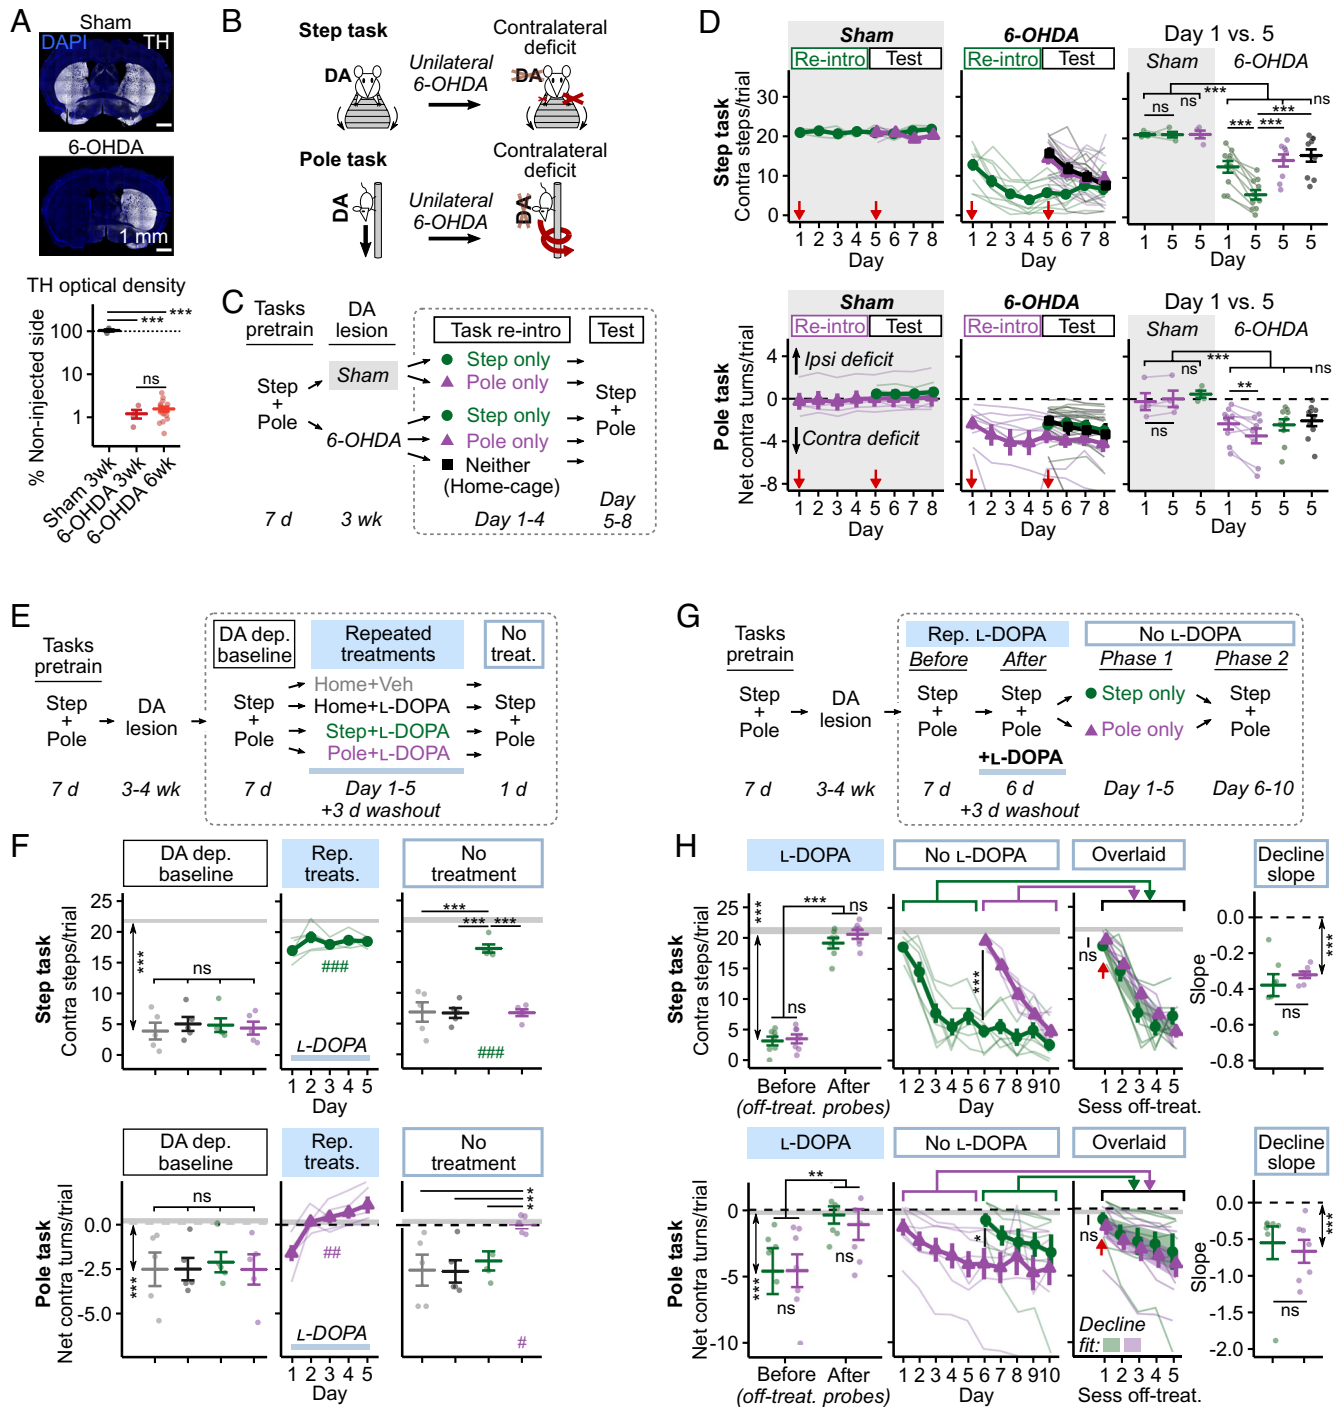 A
Sham
DAPI TH
6-OHDA
1 mm
TH optical density
% Non-injected side
100
10
1
***
***
ns
Sham 3wk
6-OHDA 3wk
6-OHDA 6wk
B
Step task
DA
Unilateral
6-OHDA
Contralateral
deficit
DA
Pole task
DA
Unilateral
6-OHDA
Contralateral
deficit
DA
C
Tasks
pretrain
DA
lesion
Task re-intro
Test
Step
+
Pole
Sham
6-OHDA
Step only
Pole only
Step only
Pole only
Neither
(Home-cage)
Step
+
Pole
7 d
3 wk
Day 1-4
Day
5-8
D
Sham
6-OHDA
Day 1 vs. 5
Re-intro
Test
Re-intro
Test
Sham
6-OHDA
Step task
Contra steps/trial
30
20
10
0
1 2 3 4 5 6 7 8
Day
1 2 3 4 5 6 7 8
Day
ns
ns
***
***
***
***
ns
1 5 5 1 5 5 5
Day
Sham
6-OHDA
Day 1 vs. 5
Re-intro
Test
Re-intro
Test
Sham
6-OHDA
Pole task
Net contra turns/trial
4
0
-4
-8
Ipsi deficit
Contra deficit
1 2 3 4 5 6 7 8
Day
1 2 3 4 5 6 7 8
Day
ns
ns
***
**
ns
1 5 5 1 5 5 5
Day
E
Tasks
pretrain
Step
+
Pole
DA
lesion
DA dep.
baseline
Repeated
treatments
No
treat.
Step
+
Pole
Home+Veh
Home+L-DOPA
Step+L-DOPA
Pole+L-DOPA
Step
+
Pole
7 d
3-4 wk
7 d
Day 1-5
+3 d washout
1 d
F
DA dep.
baseline
Rep.
treats.
No
treatment
Step task
Contra steps/trial
25
20
15
10
5
0
***
ns
###
L-DOPA
1 2 3 4 5
Day
***
*** ***
###
DA dep.
baseline
Rep.
treats.
No
treatment
Pole task
Net contra turns/trial
0.0
-2.5
-5.0
***
ns
##
L-DOPA
1 2 3 4 5
Day
*
*
*
#
G
Tasks
pretrain
Step
+
Pole
DA
lesion
Rep. L-DOPA
No L-DOPA
Before
After
Phase 1
Phase 2
Step
+
Pole
Step
+
Pole
Step only
Pole only
Step
+
Pole
+L-DOPA
7 d
3-4 wk
7 d
6 d
+3 d washout
Day 1-5
Day 6-10
H
L-DOPA
No L-DOPA
Overlaid
Decline
slope
Step task
Contra steps/trial
25
20
15
10
5
0
***
***
ns
ns
Before After
(off-treat. probes)
***
1 2 3 4 5 6 7 8 9 10
Day
ns
1 2 3 4 5
Sess off-treat.
Slope
0.0
-0.2
-0.4
-0.6
-0.8
***
ns
L-DOPA
No L-DOPA
Overlaid
Decline
slope
Pole task
Net contra turns/trial
0
-5
-10
***
**
ns
ns
Before After
(off-treat. probes)
*
1 2 3 4 5 6 7 8 9 10
Day
ns
Decline
fit:
1 2 3 4 5
Sess off-treat.
Slope
0.0
-0.5
-1.0
-1.5
-2.0
***
ns